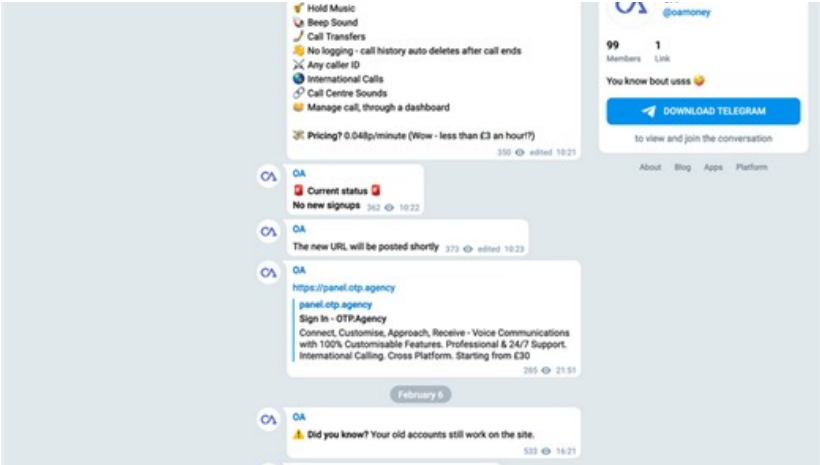 Hold Music
Beep Sound
Call Transfers
No logging - call history auto deletes after call ends
Any caller ID
International Calls
Call Centre Sounds
Manage call, through a dashboard
Pricing? 0.048p/minute (Wow - less than £3 an hour!?)
350 edited 10:21
OA
Current status
No new signups 362 10:22
OA
The new URL will be posted shortly 373 edited 10:23
OA
https://panel.otp.agency
panel.otp.agency
Sign In - OTP.Agency
Connect, Customise, Approach, Receive - Voice Communications
with 100% Customisable Features. Professional & 24/7 Support.
International Calling. Cross Platform. Starting from £30
285 21:51
February 6
OA
Did you know? Your old accounts still work on the site.
533 16:21
@oamoney
99 1
Members Link
You know bout usss
DOWNLOAD TELEGRAM
to view and join the conversation
About Blog Apps Platform